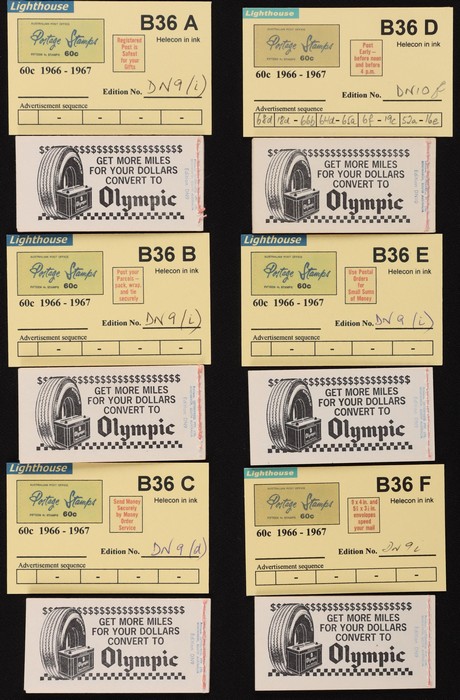 Lighthouse
B36 A
Postage Stamps
60c
Registered
Post is
Safest
for your
Gifts
Helecon in ink
60c 1966 - 1967
Edition No. DN9/(i)
Advertisement sequence
- - -
$$$$$$$$$$$$$$$$$$
GET MORE MILES
FOR YOUR DOLLARS
CONVERT TO
Olympic
Lighthouse
B36 D
Postage Stamps
60c
Post
Early -
before noon
and before
4 p.m.
Helecon in ink
60c 1966 - 1967
Edition No. DN10f
Advertisement sequence
$$$$$$$$$$$$$$$$$$
GET MORE MILES
FOR YOUR DOLLARS
CONVERT TO
Olympic
Lighthouse
B36 B
Postage Stamps
60c
Post your
Parcels -
pack, wrap,
and tie
securely
Helecon in ink
60c 1966 - 1967
Edition No. DN9/(i)
Advertisement sequence
- - -
$$$$$$$$$$$$$$$$$$
GET MORE MILES
FOR YOUR DOLLARS
CONVERT TO
Olympic
Lighthouse
B36 E
Postage Stamps
60c
Use Postal
Orders
for
Small Sums
of Money
Helecon in ink
60c 1966 - 1967
Edition No. DN9(i)
Advertisement sequence
- - -
$$$$$$$$$$$$$$$$$$
GET MORE MILES
FOR YOUR DOLLARS
CONVERT TO
Olympic
Lighthouse
B36 C
Postage Stamps
60c
Send Money
Securely
by Money
Order
Service
Helecon in ink
60c 1966 - 1967
Edition No. DN9(d)
Advertisement sequence
- - -
$$$$$$$$$$$$$$$$$$
GET MORE MILES
FOR YOUR DOLLARS
CONVERT TO
Olympic
Lighthouse
B36 F
Postage Stamps
60c
envelopes
speed
your mail
Helecon in ink
60c 1966 - 1967
Edition No. DN9i
Advertisement sequence
- - -
$$$$$$$$$$$$$$$$$$
GET MORE MILES
FOR YOUR DOLLARS
CONVERT TO
Olympic